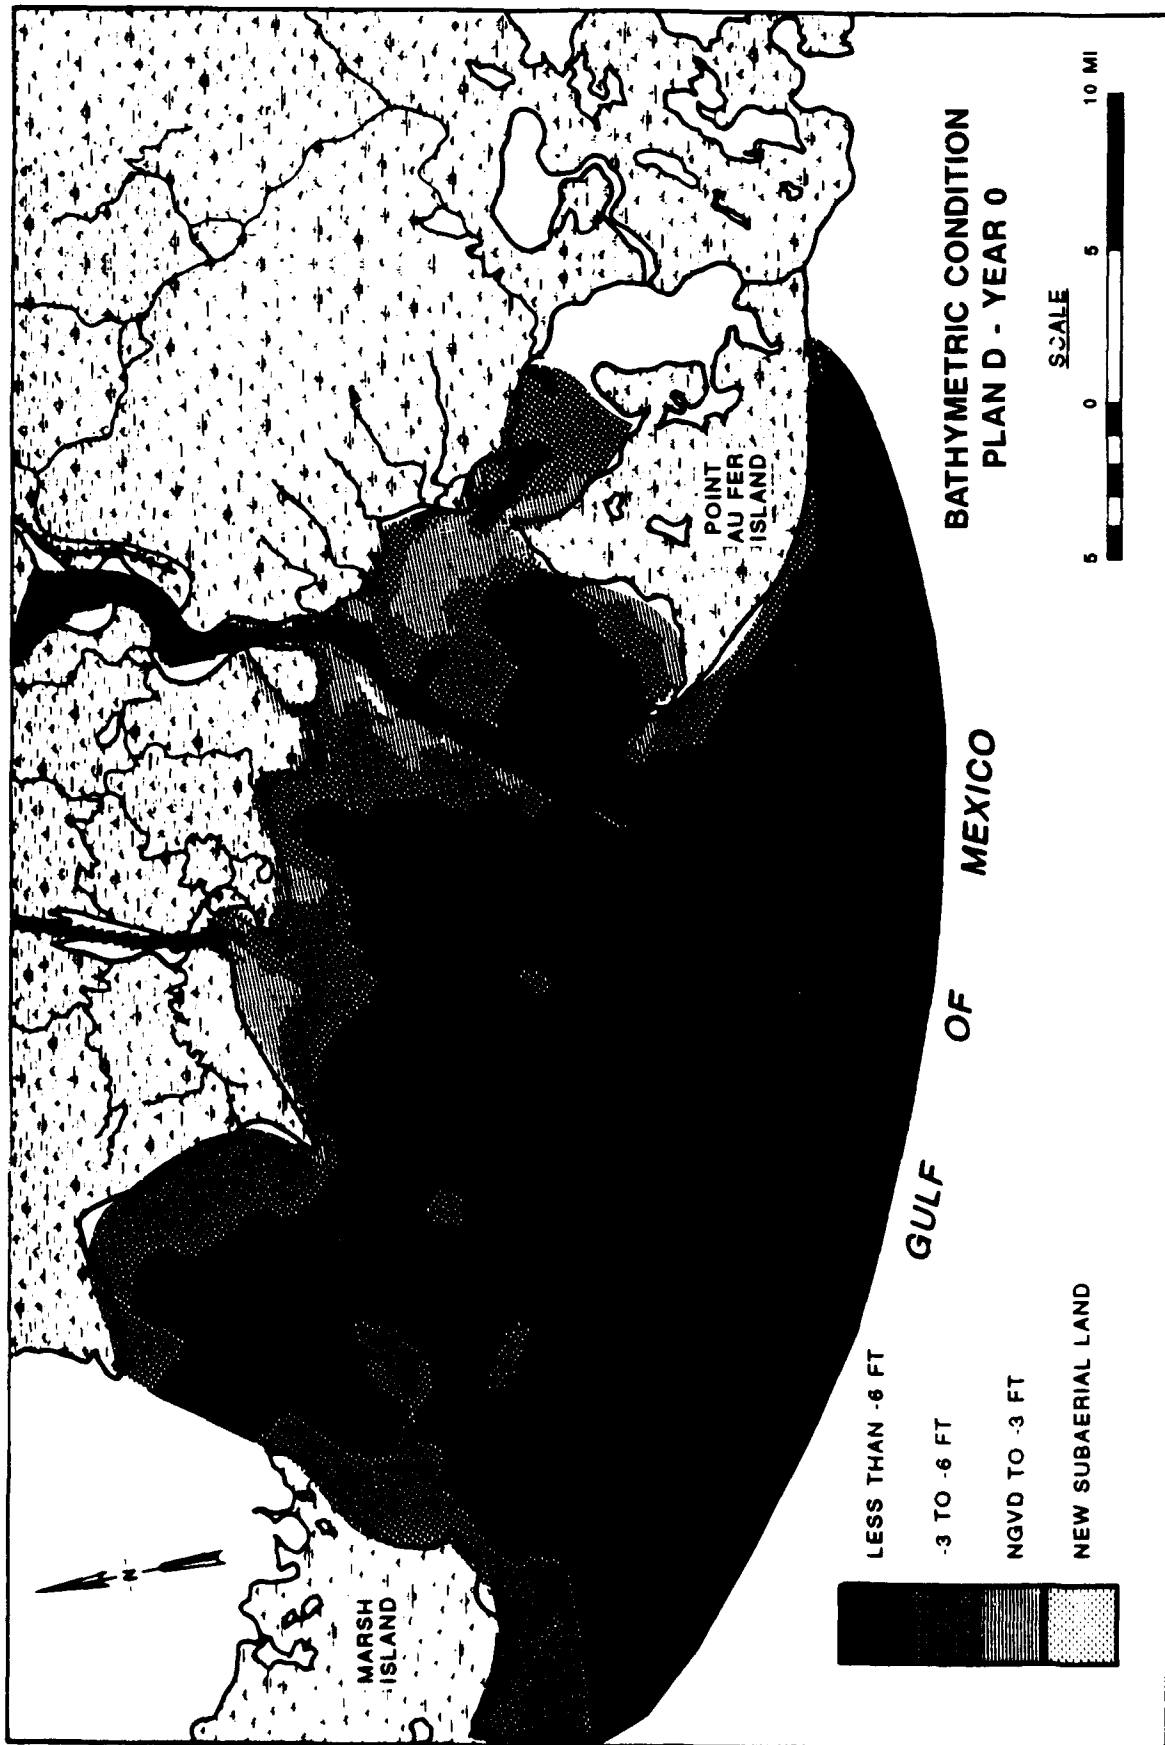 MARSH
ISLAND
N
POINT
AU FER
ISLAND
GULF OF MEXICO
LESS THAN -6 FT
-3 TO -6 FT
NGVD TO -3 FT
NEW SUBAERIAL LAND
BATHYMETRIC CONDITION
PLAN D - YEAR 0
SCALE
5 0 5 10 MI